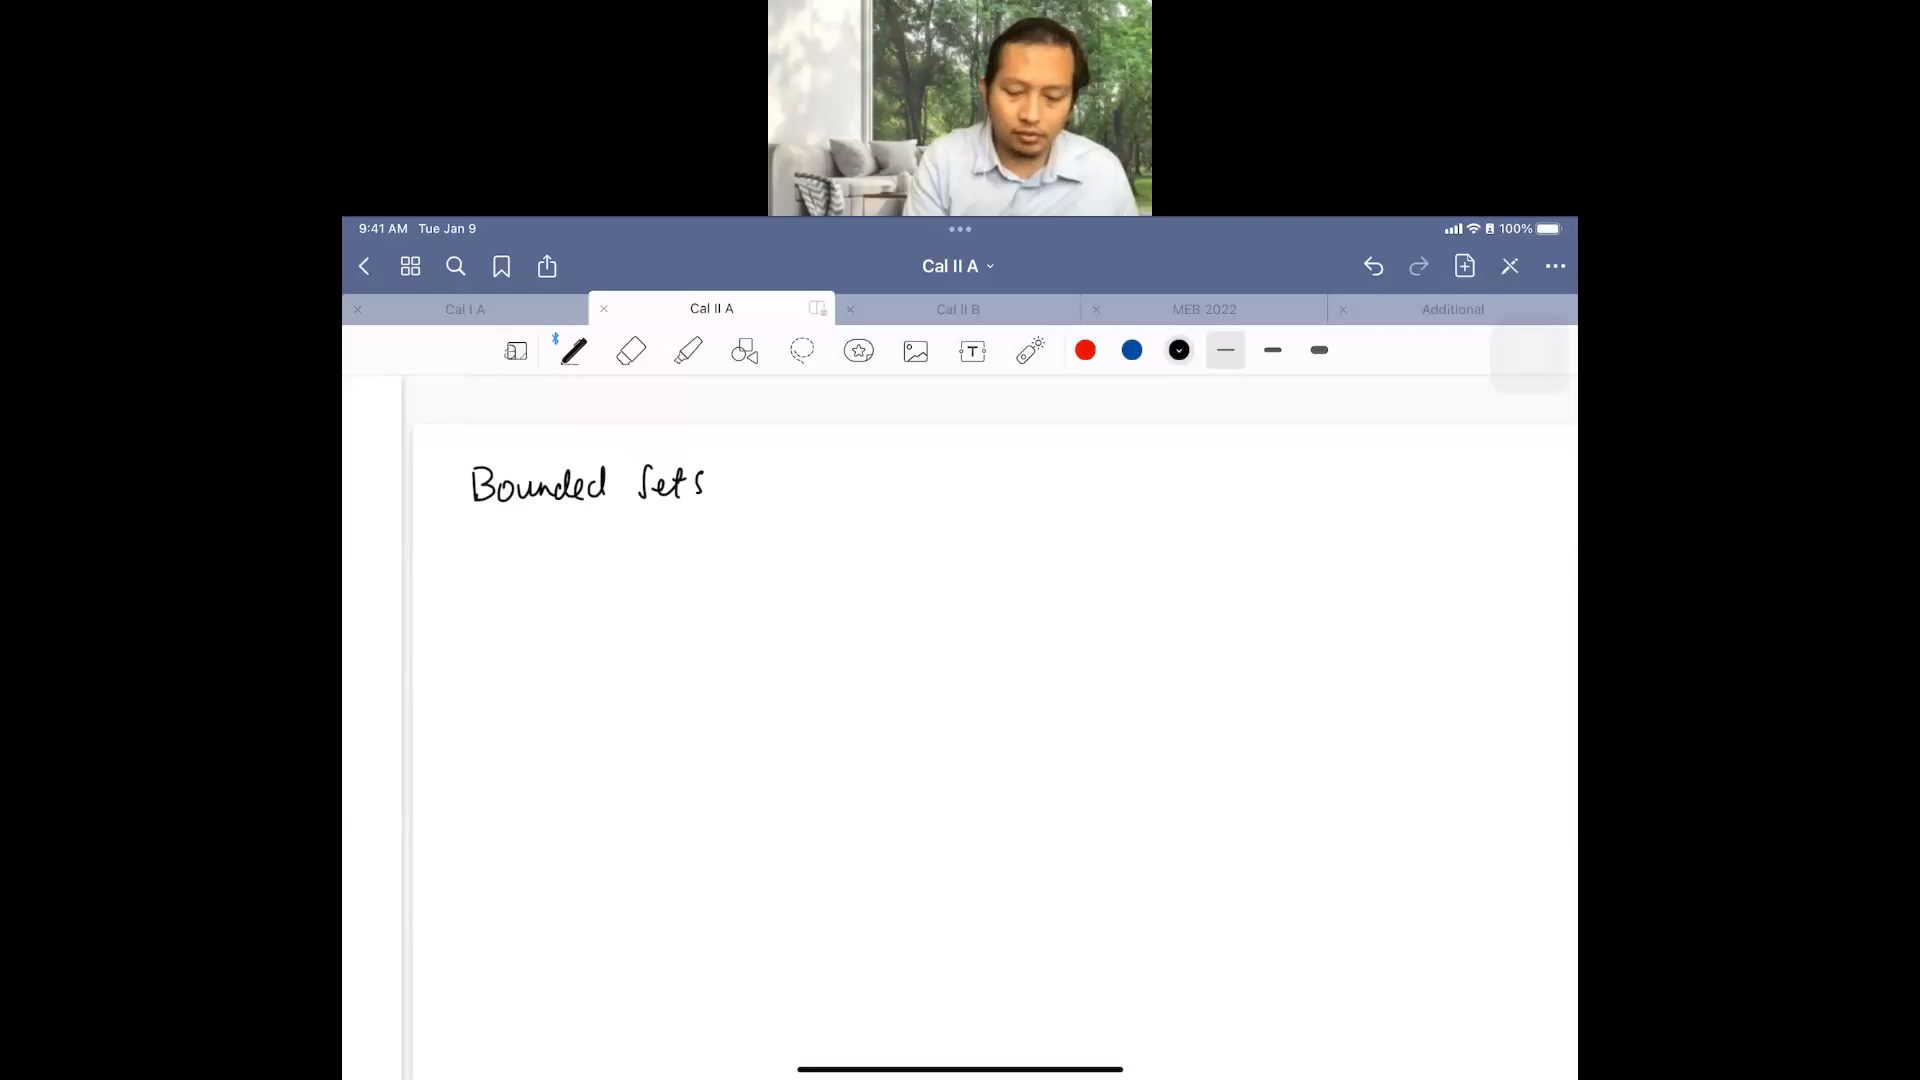 9:41 AM Tue Jan 9
100%
Cal II A
Cal I A
Cal II A
Cal II B
MEB 2022
Additional
T
Bounded Sets